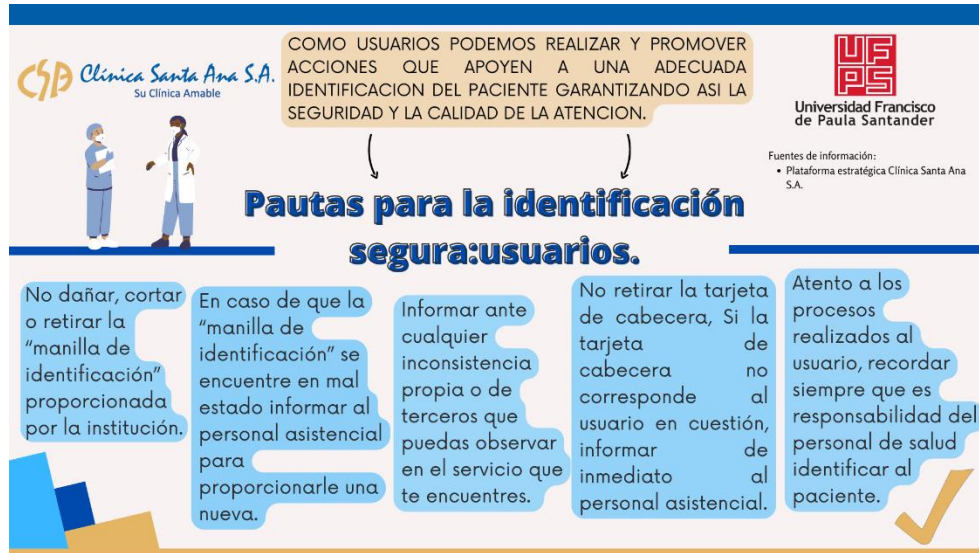 CSA Clínica Santa Ana S.A.
Su Clínica Amable
COMO USUARIOS PODEMOS REALIZAR Y PROMOVER
ACCIONES QUE APOYEN A UNA ADECUADA
IDENTIFICACION DEL PACIENTE GARANTIZANDO ASI LA
SEGURIDAD Y LA CALIDAD DE LA ATENCION.
UF
PS
Universidad Francisco
de Paula Santander
Fuentes de información:
• Plataforma estratégica Clínica Santa Ana
S.A.
Pautas para la identificación
segura:usuarios.
No dañar, cortar
o retirar la
“manilla de
identificación”
proporcionada
por la institución.
En caso de que la
“manilla de
identificación” se
encuentre en mal
estado informar al
personal asistencial
para
proporcionarle una
nueva.
Informar ante
cualquier
inconsistencia
propia o de
terceros que
puedas observar
en el servicio que
te encuentres.
No retirar la tarjeta
de cabecera, Si la
tarjeta de
cabecera no
corresponde al
usuario en cuestión,
informar de
inmediato al
personal asistencial.
Atento a los
procesos
realizados al
usuario, recordar
siempre que es
responsabilidad del
personal de salud
identificar al
paciente.